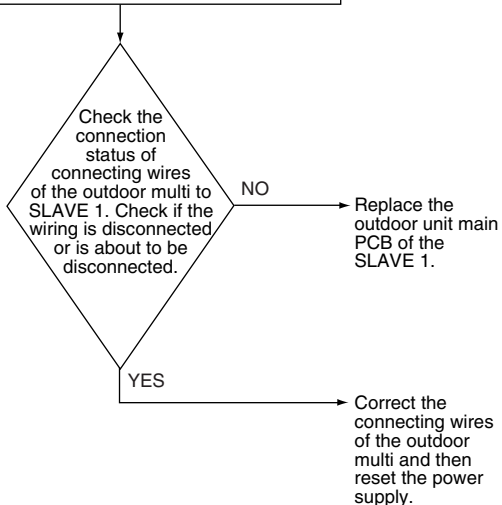 Check the
connection
status of
connecting wires
of the outdoor multi to
SLAVE 1. Check if the
wiring is disconnected
or is about to be
disconnected.
NO
Replace the
outdoor unit main
PCB of the
SLAVE 1.
YES
Correct the
connecting wires
of the outdoor
multi and then
reset the power
supply.